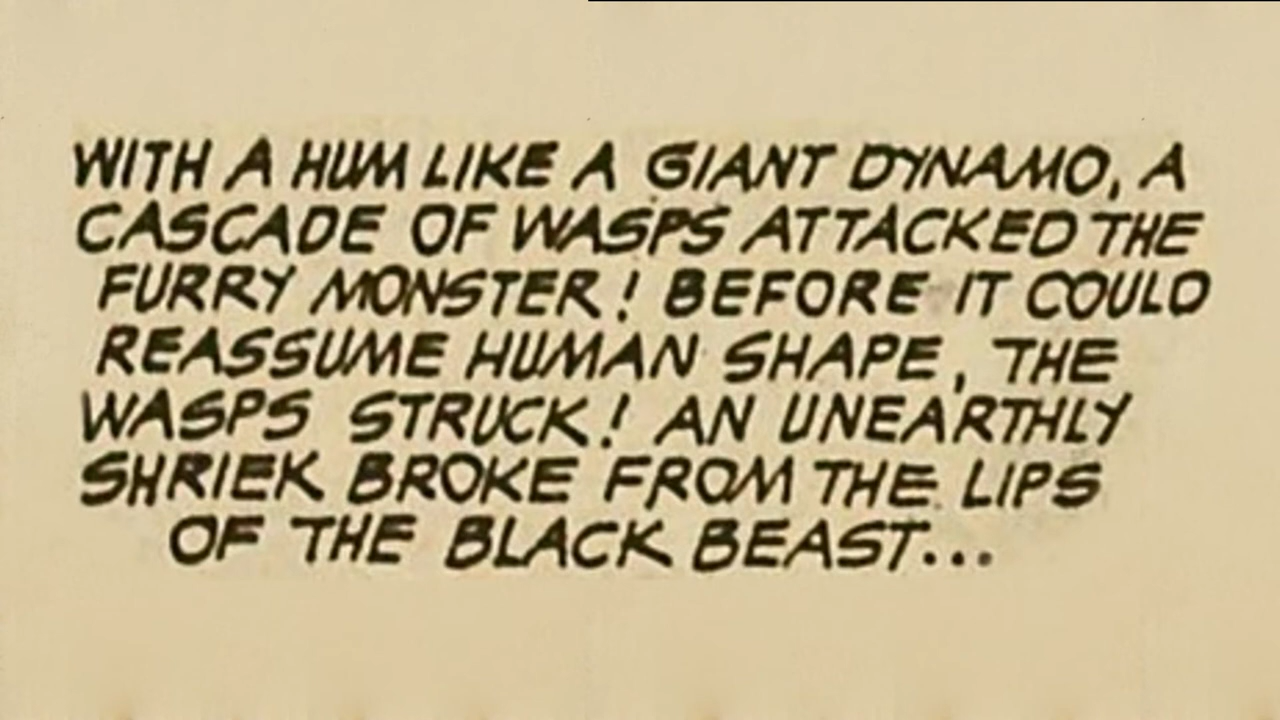 WITH A HUM LIKE A GIANT DYNAMO, A
CASCADE OF WASPS ATTACKED THE
FURRY MONSTER! BEFORE IT COULD
REASSUME HUMAN SHAPE, THE
WASPS STRUCK! AN UNEARTHLY
SHRIEK BROKE FROM THE LIPS
OF THE BLACK BEAST...